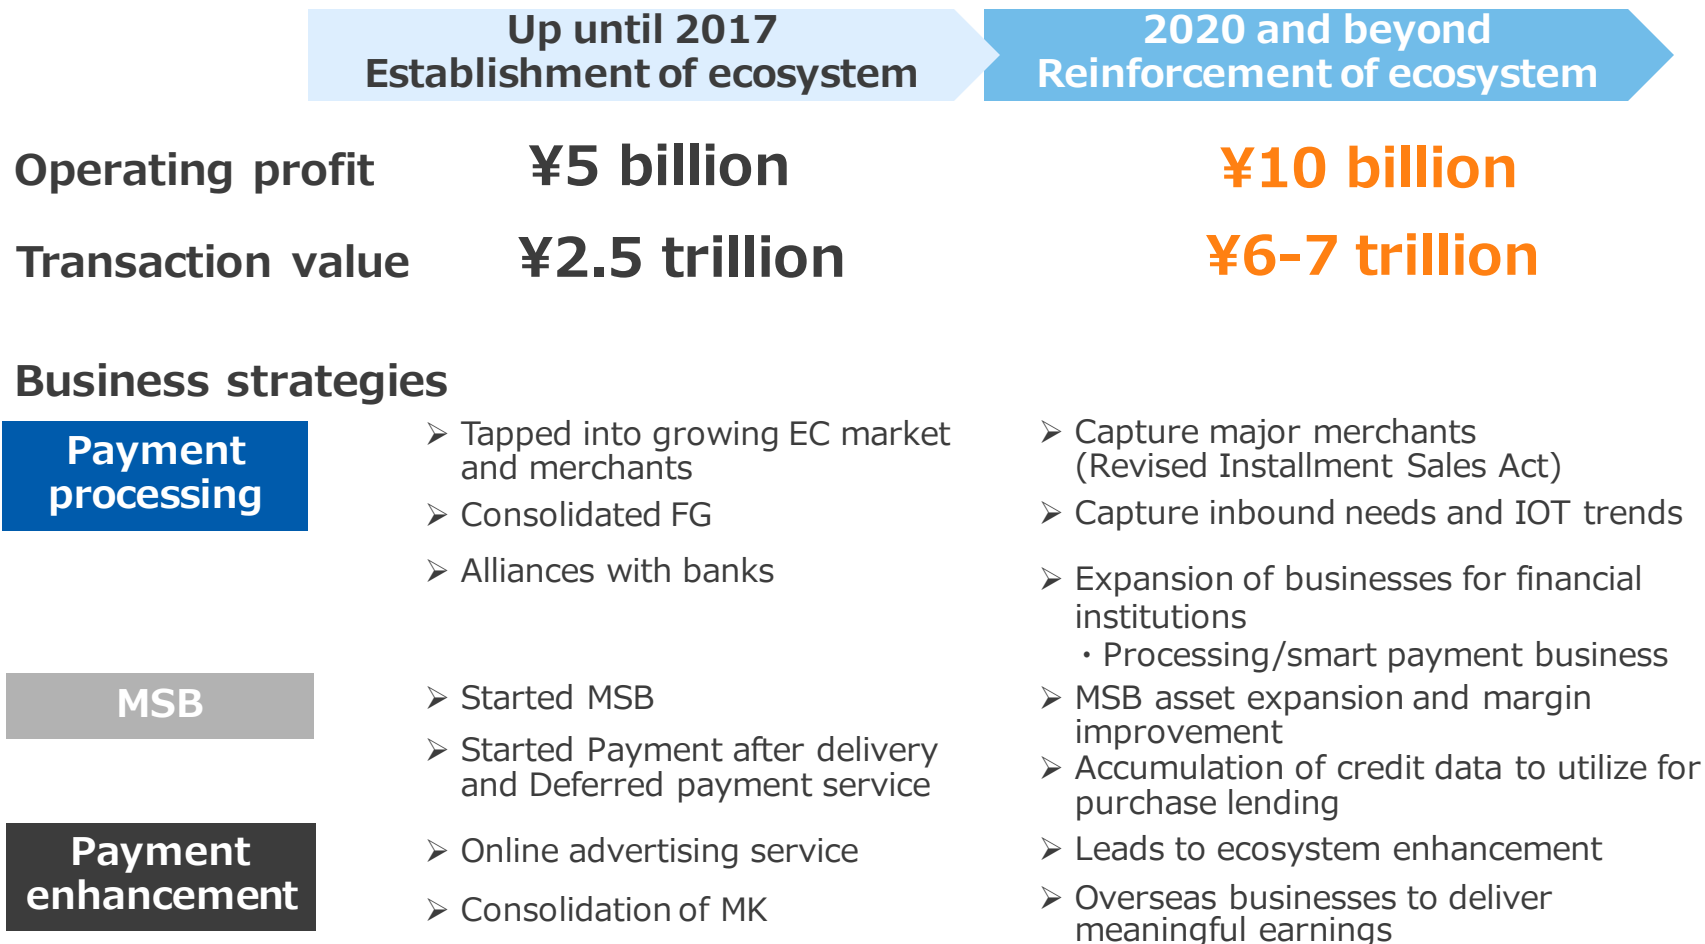 Up until 2017
Establishment of ecosystem
2020 and beyond
Reinforcement of ecosystem
Operating profit
¥5 billion
¥10 billion
Transaction value
¥2.5 trillion
¥6-7 trillion
Business strategies
Payment
processing
➢ Tapped into growing EC market
and merchants
➢ Consolidated FG
➢ Alliances with banks
➢ Capture major merchants
(Revised Installment Sales Act)
➢ Capture inbound needs and IOT trends
➢ Expansion of businesses for financial
institutions
・Processing/smart payment business
MSB
➢ Started MSB
➢ Started Payment after delivery
and Deferred payment service
➢ MSB asset expansion and margin
improvement
➢ Accumulation of credit data to utilize for
purchase lending
Payment
enhancement
➢ Online advertising service
➢ Consolidation of MK
➢ Leads to ecosystem enhancement
➢ Overseas businesses to deliver
meaningful earnings